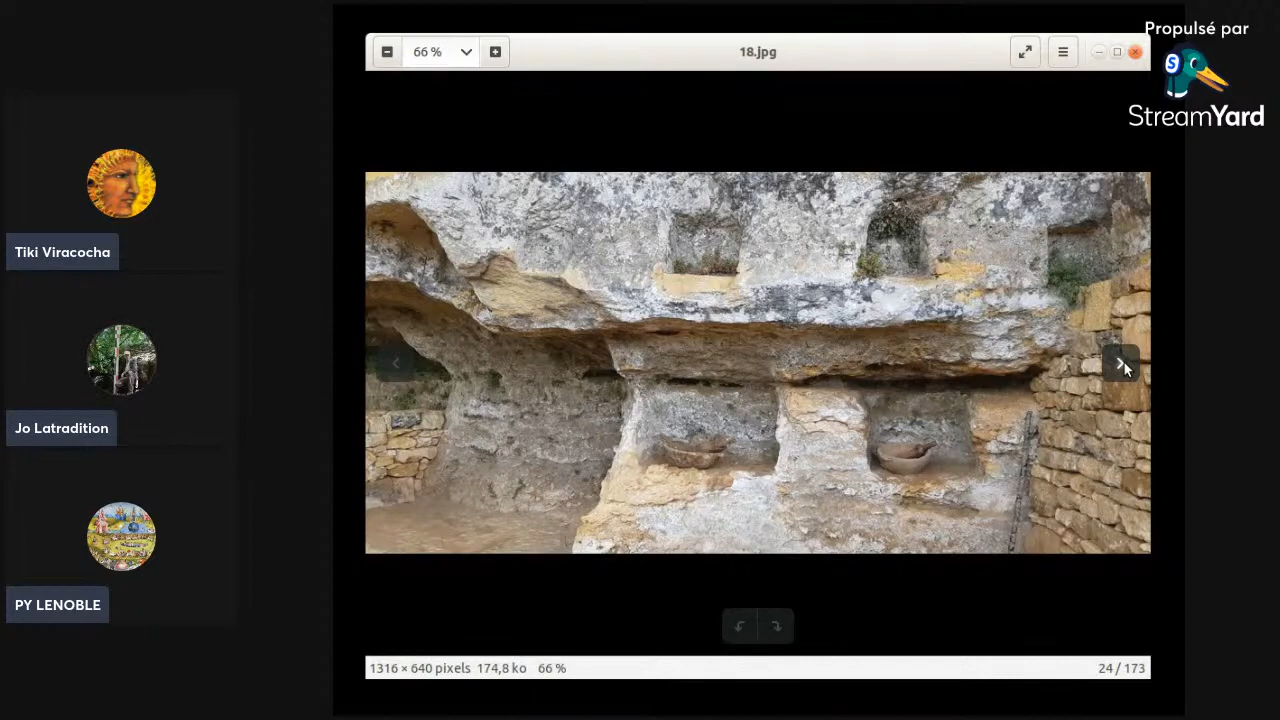 66 %
18.jpg
Propulsé par
StreamYard
Tiki Viracocha
Jo Latradition
PY LENOBLE
1316 × 640 pixels 174,8 ko 66 %
24 / 173